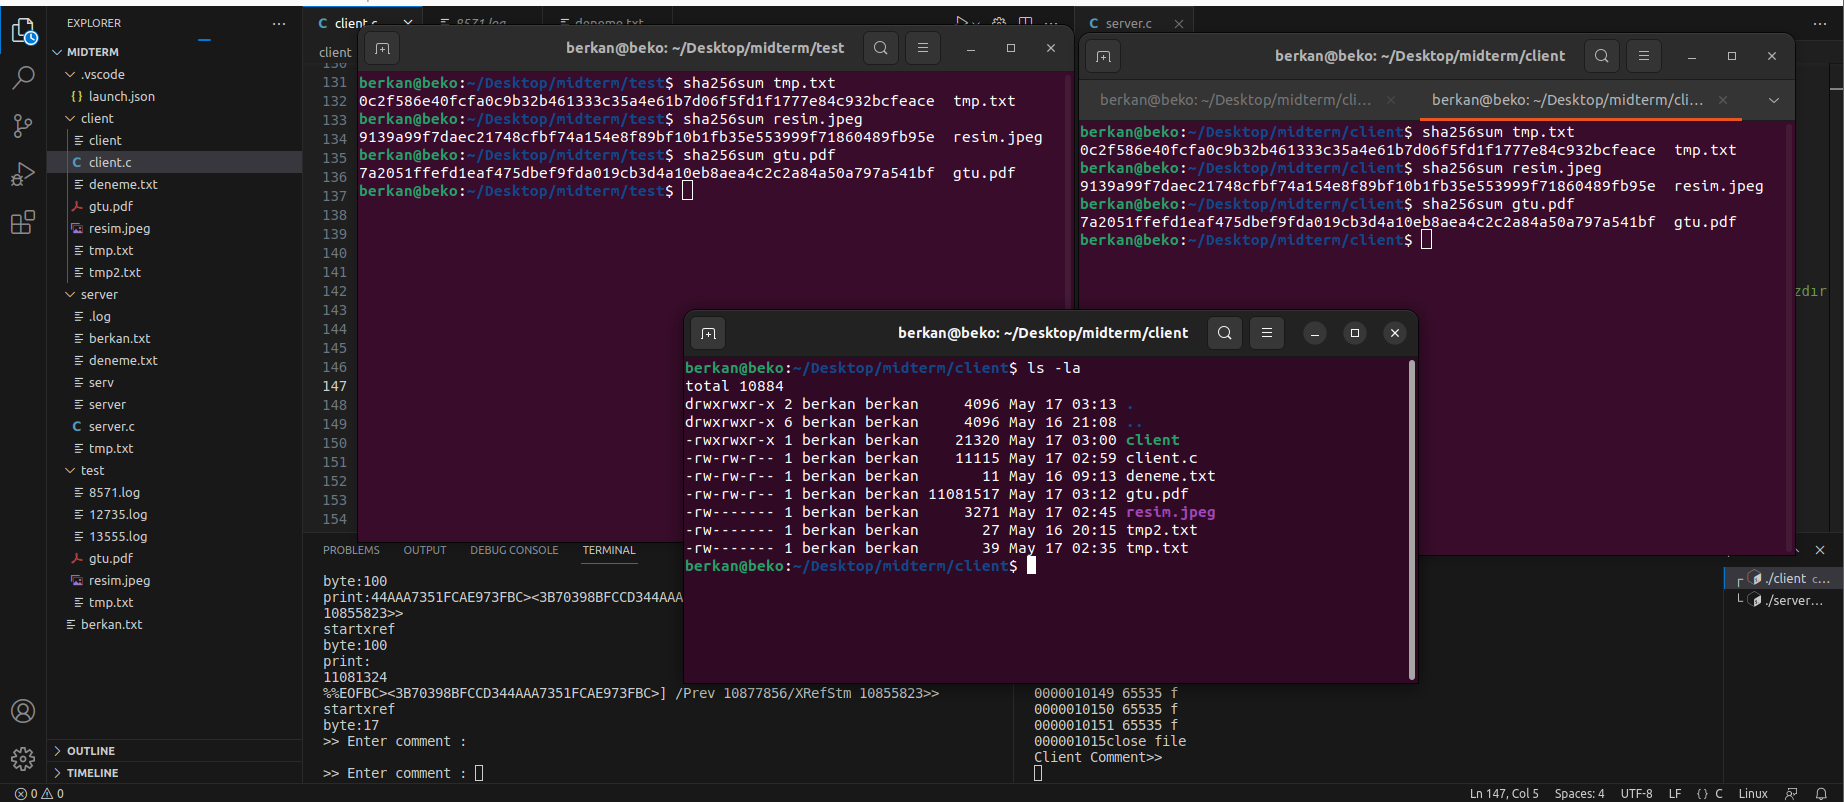 EXPLORER
MIDTERM
.vscode
{} launch.json
client
client
C client.c
deneme.txt
gtu.pdf
resim.jpeg
tmp.txt
tmp2.txt
server
.log
berkan.txt
deneme.txt
serv
server
C server.c
tmp.txt
test
8571.log
12735.log
13555.log
gtu.pdf
resim.jpeg
tmp.txt
berkan.txt
OUTLINE
TIMELINE
C client.c
8571.log
deneme.txt
C server.c
client
130
131
132
133
134
135
136
137
138
139
140
141
142
143
144
145
146
147
148
149
150
151
152
153
154
berkan@beko: ~/Desktop/midterm/test
berkan@beko:~/Desktop/midterm/test$ sha256sum tmp.txt
0c2f586e40fcfa0c9b32b461333c35a4e61b7d06f5fd1f1777e84c932bcfeace  tmp.txt
berkan@beko:~/Desktop/midterm/test$ sha256sum resim.jpeg
9139a99f7daec21748cfbf74a154e8f89bf10b1fb35e553999f71860489fb95e  resim.jpeg
berkan@beko:~/Desktop/midterm/test$ sha256sum gtu.pdf
7a2051ffefd1eaf475dbef9fda019cb3d4a10eb8aea4c2c2a84a50a797a541bf  gtu.pdf
berkan@beko:~/Desktop/midterm/test$
berkan@beko: ~/Desktop/midterm/client
berkan@beko: ~/Desktop/midterm/cli...
berkan@beko: ~/Desktop/midterm/cli...
berkan@beko:~/Desktop/midterm/client$ sha256sum tmp.txt
0c2f586e40fcfa0c9b32b461333c35a4e61b7d06f5fd1f1777e84c932bcfeace  tmp.txt
berkan@beko:~/Desktop/midterm/client$ sha256sum resim.jpeg
9139a99f7daec21748cfbf74a154e8f89bf10b1fb35e553999f71860489fb95e  resim.jpeg
berkan@beko:~/Desktop/midterm/client$ sha256sum gtu.pdf
7a2051ffefd1eaf475dbef9fda019cb3d4a10eb8aea4c2c2a84a50a797a541bf  gtu.pdf
berkan@beko:~/Desktop/midterm/client$
zdır
berkan@beko: ~/Desktop/midterm/client
berkan@beko:~/Desktop/midterm/client$ ls -la
total 10884
drwxrwxr-x 2 berkan berkan     4096 May 17 03:13 .
drwxrwxr-x 6 berkan berkan     4096 May 16 21:08 ..
-rwxrwxr-x 1 berkan berkan    21320 May 17 03:00 client
-rw-rw-r-- 1 berkan berkan    11115 May 17 02:59 client.c
-rw-rw-r-- 1 berkan berkan       11 May 16 09:13 deneme.txt
-rw-rw-r-- 1 berkan berkan 11081517 May 17 03:12 gtu.pdf
-rw------- 1 berkan berkan     3271 May 17 02:45 resim.jpeg
-rw------- 1 berkan berkan       27 May 16 20:15 tmp2.txt
-rw------- 1 berkan berkan       39 May 17 02:35 tmp.txt
berkan@beko:~/Desktop/midterm/client$
PROBLEMS OUTPUT DEBUG CONSOLE TERMINAL
byte:100
print:44AAA7351FCAE973FBC><3B70398BFCCD344AAA
10855823>>
startxref
byte:100
print:
11081324
%%EOFBC><3B70398BFCCD344AAA7351FCAE973FBC>] /Prev 10877856/XRefStm 10855823>>
startxref
byte:17
>> Enter comment :
>> Enter comment :
0000010149 65535 f
0000010150 65535 f
0000010151 65535 f
000001015close file
Client Comment>>
./client c...
./server...
0 0
Ln 147, Col 5 Spaces: 4 UTF-8 LF {} C Linux